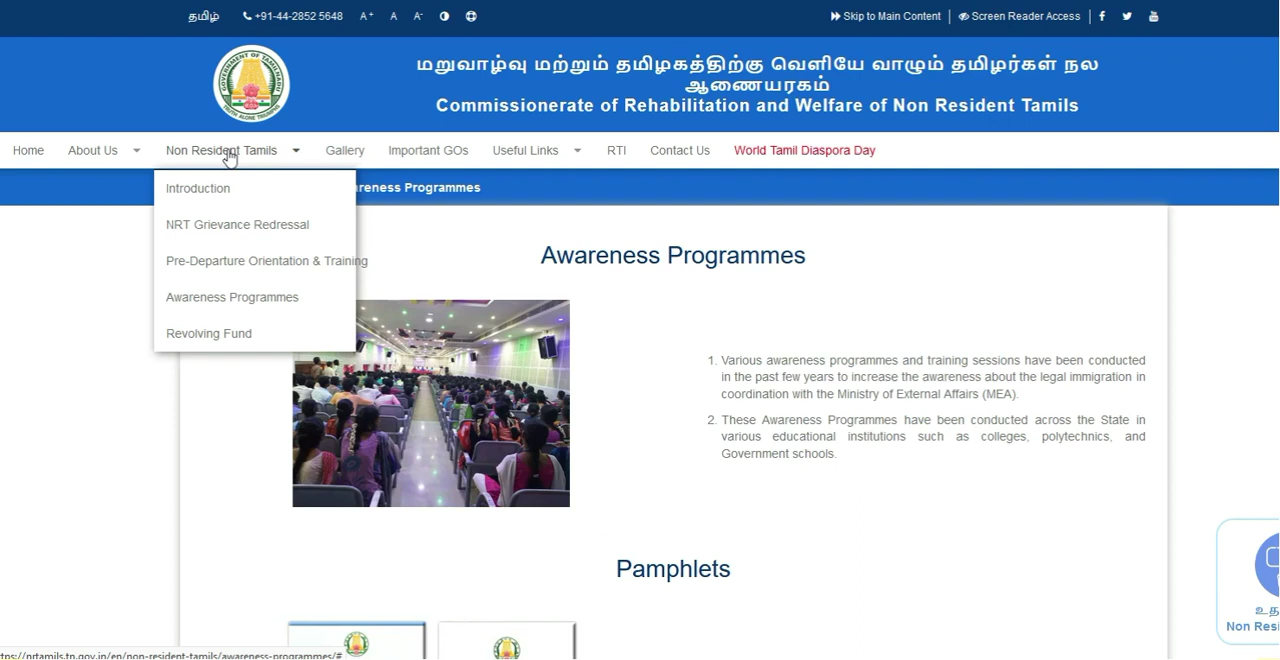 தமிழ் +91-44-2852 5648 A+ A A- Skip to Main Content | Screen Reader Access |
மறுவாழ்வு மற்றும் தமிழகத்திற்கு வெளியே வாழும் தமிழர்கள் நல
ஆணையரகம்
Commissionerate of Rehabilitation and Welfare of Non Resident Tamils
GOVERNMENT OF TAMILNADU
TRUTH ALONE TRIUMPHS
Home About Us Non Resident Tamils Gallery Important GOs Useful Links RTI Contact Us World Tamil Diaspora Day
Programmes
Introduction
NRT Grievance Redressal
Pre-Departure Orientation & Training
Awareness Programmes
Revolving Fund
Awareness Programmes
1. Various awareness programmes and training sessions have been conducted
in the past few years to increase the awareness about the legal immigration in
coordination with the Ministry of External Affairs (MEA).
2. These Awareness Programmes have been conducted across the State in
various educational institutions such as colleges, polytechnics, and
Government schools.
Pamphlets
Non
ttps://nrtamils.tn.gov.in/en/non-resident-tamils/awareness-programmes/#